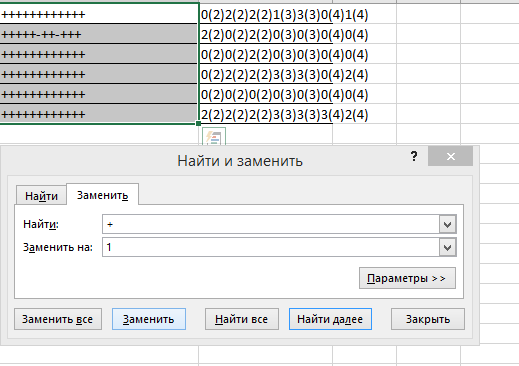 ++++++++++++ 0(2)2(2)2(2)1(3)3(3)0(4)1(4)
+++++-++-+++ 2(2)0(2)2(2)0(3)0(3)0(4)0(4)
++++++++++++ 0(2)0(2)2(2)0(3)0(3)0(4)0(4)
++++++++++++ 0(2)2(2)2(2)3(3)3(3)0(4)2(4)
++++++++++++ 0(2)0(2)0(2)0(3)0(3)0(4)0(4)
++++++++++++ 2(2)2(2)2(2)3(3)3(3)3(4)2(4)
Найти и заменить ? ×
Найти Заменить
Найти: +
Заменить на: 1
Параметры >>
Заменить все Заменить Найти все Найти далее Закрыть